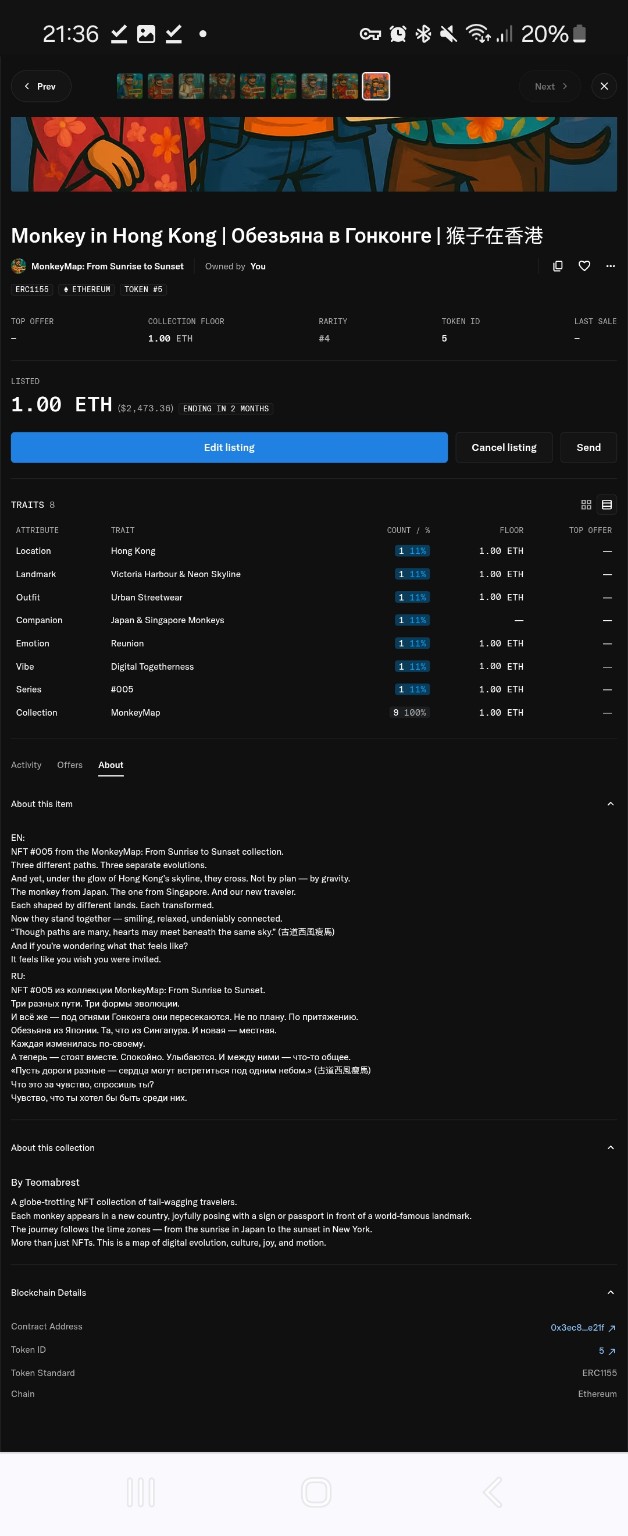 21:36 20%
Prev Next
Monkey in Hong Kong | Обезьяна в Гонконге | 猴子在香港
MonkeyMap: From Sunrise to Sunset Owned by You
ERC1155 ETHEREUM TOKEN #5
TOP OFFER COLLECTION FLOOR RARITY TOKEN ID LAST SALE
— 1.00 ETH #4 5 —
LISTED
1.00 ETH ($2,473.36) ENDING IN 2 MONTHS
Edit listing Cancel listing Send
TRAITS 8
ATTRIBUTE TRAIT COUNT / % FLOOR TOP OFFER
Location Hong Kong 1 11% 1.00 ETH —
Landmark Victoria Harbour & Neon Skyline 1 11% 1.00 ETH —
Outfit Urban Streetwear 1 11% 1.00 ETH —
Companion Japan & Singapore Monkeys 1 11% — —
Emotion Reunion 1 11% 1.00 ETH —
Vibe Digital Togetherness 1 11% 1.00 ETH —
Series #005 1 11% 1.00 ETH —
Collection MonkeyMap 9 100% 1.00 ETH —
Activity Offers About
About this item
EN:
NFT #005 from the MonkeyMap: From Sunrise to Sunset collection.
Three different paths. Three separate evolutions.
And yet, under the glow of Hong Kong's skyline, they cross. Not by plan — by gravity.
The monkey from Japan. The one from Singapore. And our new traveler.
Each shaped by different lands. Each transformed.
Now they stand together — smiling, relaxed, undeniably connected.
“Though paths are many, hearts may meet beneath the same sky.” (古道西風瘦馬)
And if you're wondering what that feels like?
It feels like you wish you were invited.
RU:
NFT #005 из коллекции MonkeyMap: From Sunrise to Sunset.
Три разных пути. Три формы эволюции.
И всё же — под огнями Гонконга они пересекаются. Не по плану. По притяжению.
Обезьяна из Японии. Та, что из Сингапура. И новая — местная.
Каждая изменилась по-своему.
А теперь — стоят вместе. Спокойно. Улыбаются. И между ними — что-то общее.
«Пусть дороги разные — сердца могут встретиться под одним небом.» (古道西風瘦馬)
Что это за чувство, спросишь ты?
Чувство, что ты хотел бы быть среди них.
About this collection
By Teomabrest
A globe-trotting NFT collection of tail-wagging travelers.
Each monkey appears in a new country, joyfully posing with a sign or passport in front of a world-famous landmark.
The journey follows the time zones — from the sunrise in Japan to the sunset in New York.
More than just NFTs. This is a map of digital evolution, culture, joy, and motion.
Blockchain Details
Contract Address 0x3ec8...e21f
Token ID 5
Token Standard ERC1155
Chain Ethereum